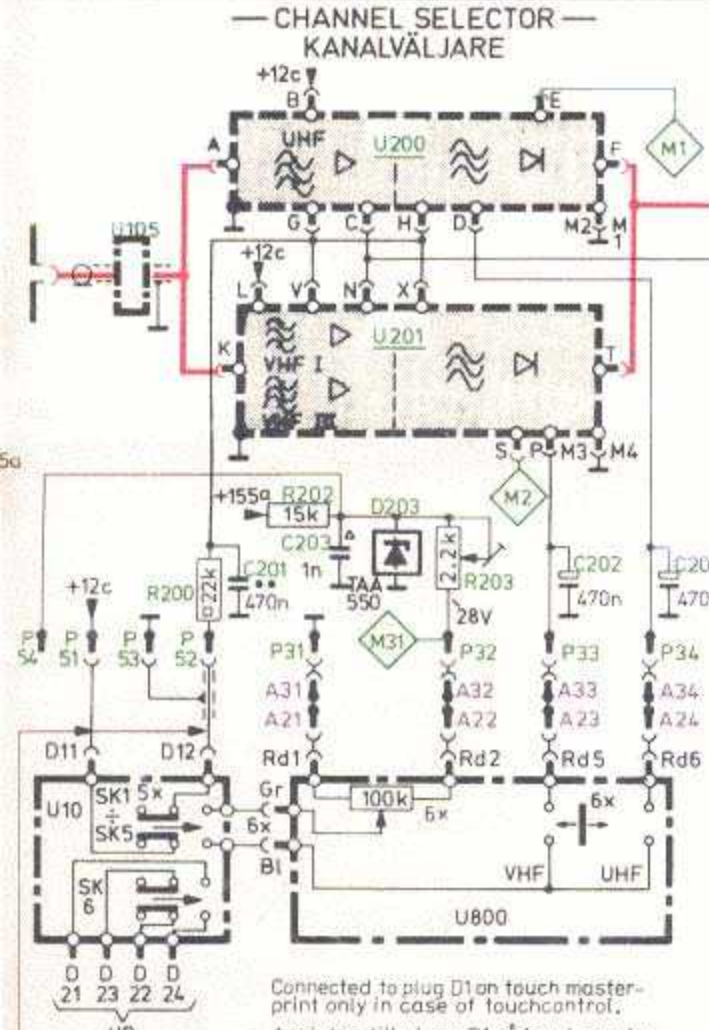 CHANNEL SELECTOR
KANALVÄLJARE
+12c
B
E
A
UHF
U200
F
M1
G
C
H
D
M2
M
1
U105
+12c
L
V
N
X
K
U201
VHF I
T
S
P
M3
M4
M2
5a
+155a
R202
15k
D203
C203
1n
TAA
550
2.2k
R203
28V
R200
22k
C201
470n
C202
470n
C20
470
+12c
P
54
P
51
P
53
P
52
M31
P31
P32
P33
P34
A31
A32
A33
A34
A21
A22
A23
A24
D11
D12
Rd1
Rd2
Rd5
Rd6
U10
SK1
÷
SK5
5x
Gr
6x
Bl
100k
6x
6x
VHF
UHF
U800
SK
6
D
21
D
23
D
22
D
24
Connected to plug D1 on touch master-
print only in case of touchcontrol.